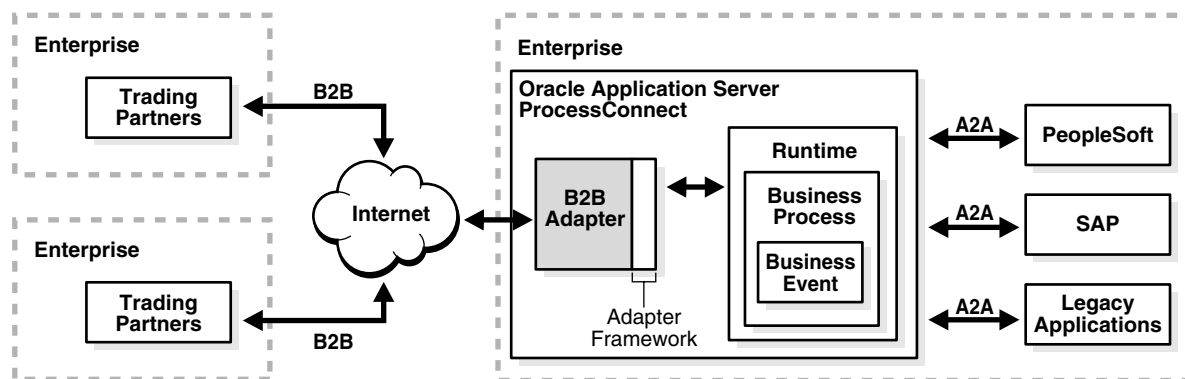 Enterprise
Trading
Partners
B2B
Enterprise
Trading
Partners
B2B
Internet
Enterprise
Oracle Application Server
ProcessConnect
B2B
Adapter
Adapter
Framework
Runtime
Business
Process
Business
Event
A2A
PeopleSoft
A2A
SAP
A2A
Legacy
Applications